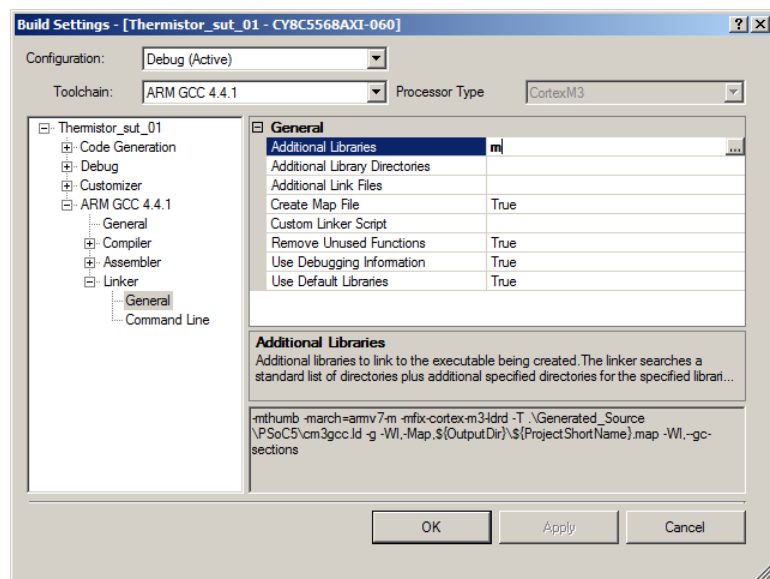 Build Settings - [Thermistor_sut_01 - CY8C5568AXI-060]
Configuration: Debug (Active)
Toolchain: ARM GCC 4.4.1 Processor Type CortexM3
Thermistor_sut_01
Code Generation
Debug
Customizer
ARM GCC 4.4.1
General
Compiler
Assembler
Linker
General
Command Line
General
Additional Libraries m ...
Additional Library Directories
Additional Link Files
Create Map File True
Custom Linker Script
Remove Unused Functions True
Use Debugging Information True
Use Default Libraries True
Additional Libraries
Additional libraries to link to the executable being created.The linker searches a
standard list of directories plus additional specified directories for the specified librari...
-mthumb -march=armv7-m -mfix-cortex-m3-ldrd -T .\Generated_Source
\PSoC5\cm3gcc.ld -g -Wl,-Map,${OutputDir}\${ProjectShortName}.map -Wl,--gc-
sections
OK Apply Cancel